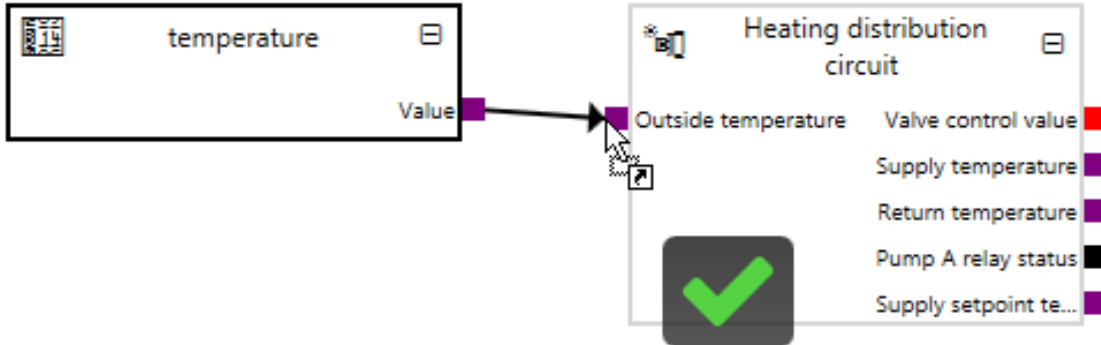 temperature
Value
Heating distribution
circuit
Outside temperature
Valve control value
Supply temperature
Return temperature
Pump A relay status
Supply setpoint te...